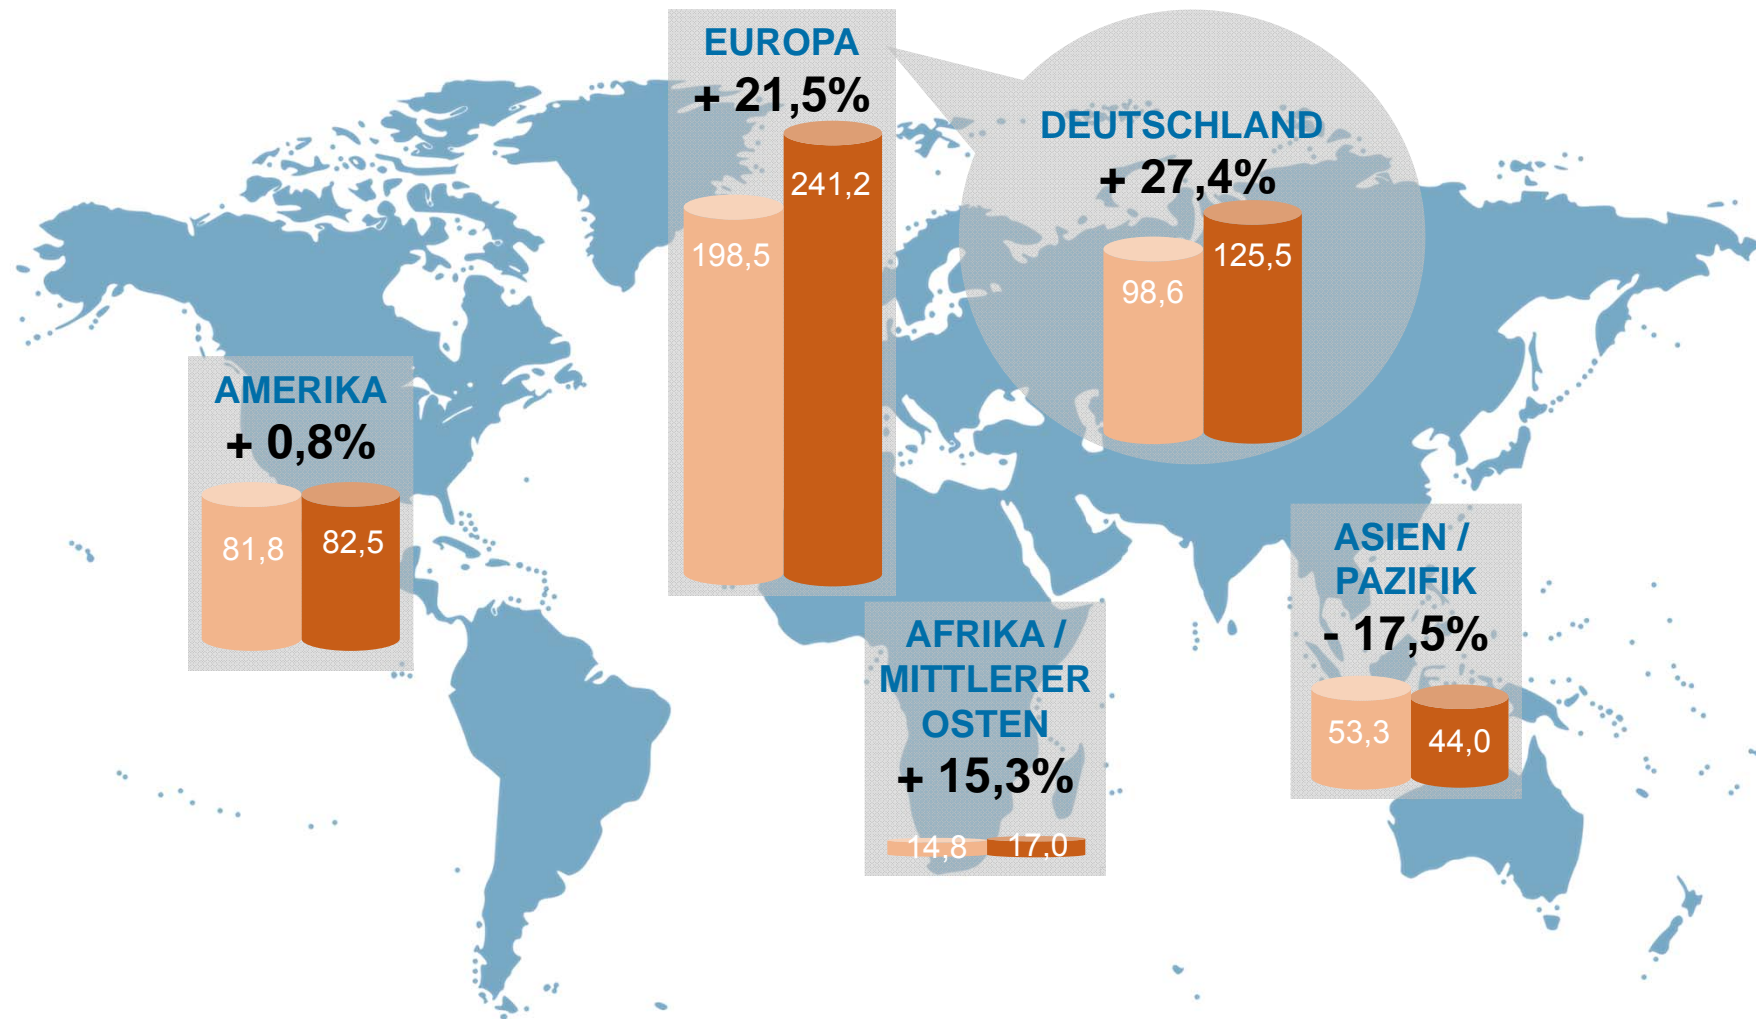 EUROPA
+ 21,5%
198,5
241,2
DEUTSCHLAND
+ 27,4%
98,6
125,5
AMERIKA
+ 0,8%
81,8
82,5
AFRIKA /
MITTLERER
OSTEN
+ 15,3%
14,8
17,0
ASIEN /
PAZIFIK
- 17,5%
53,3
44,0